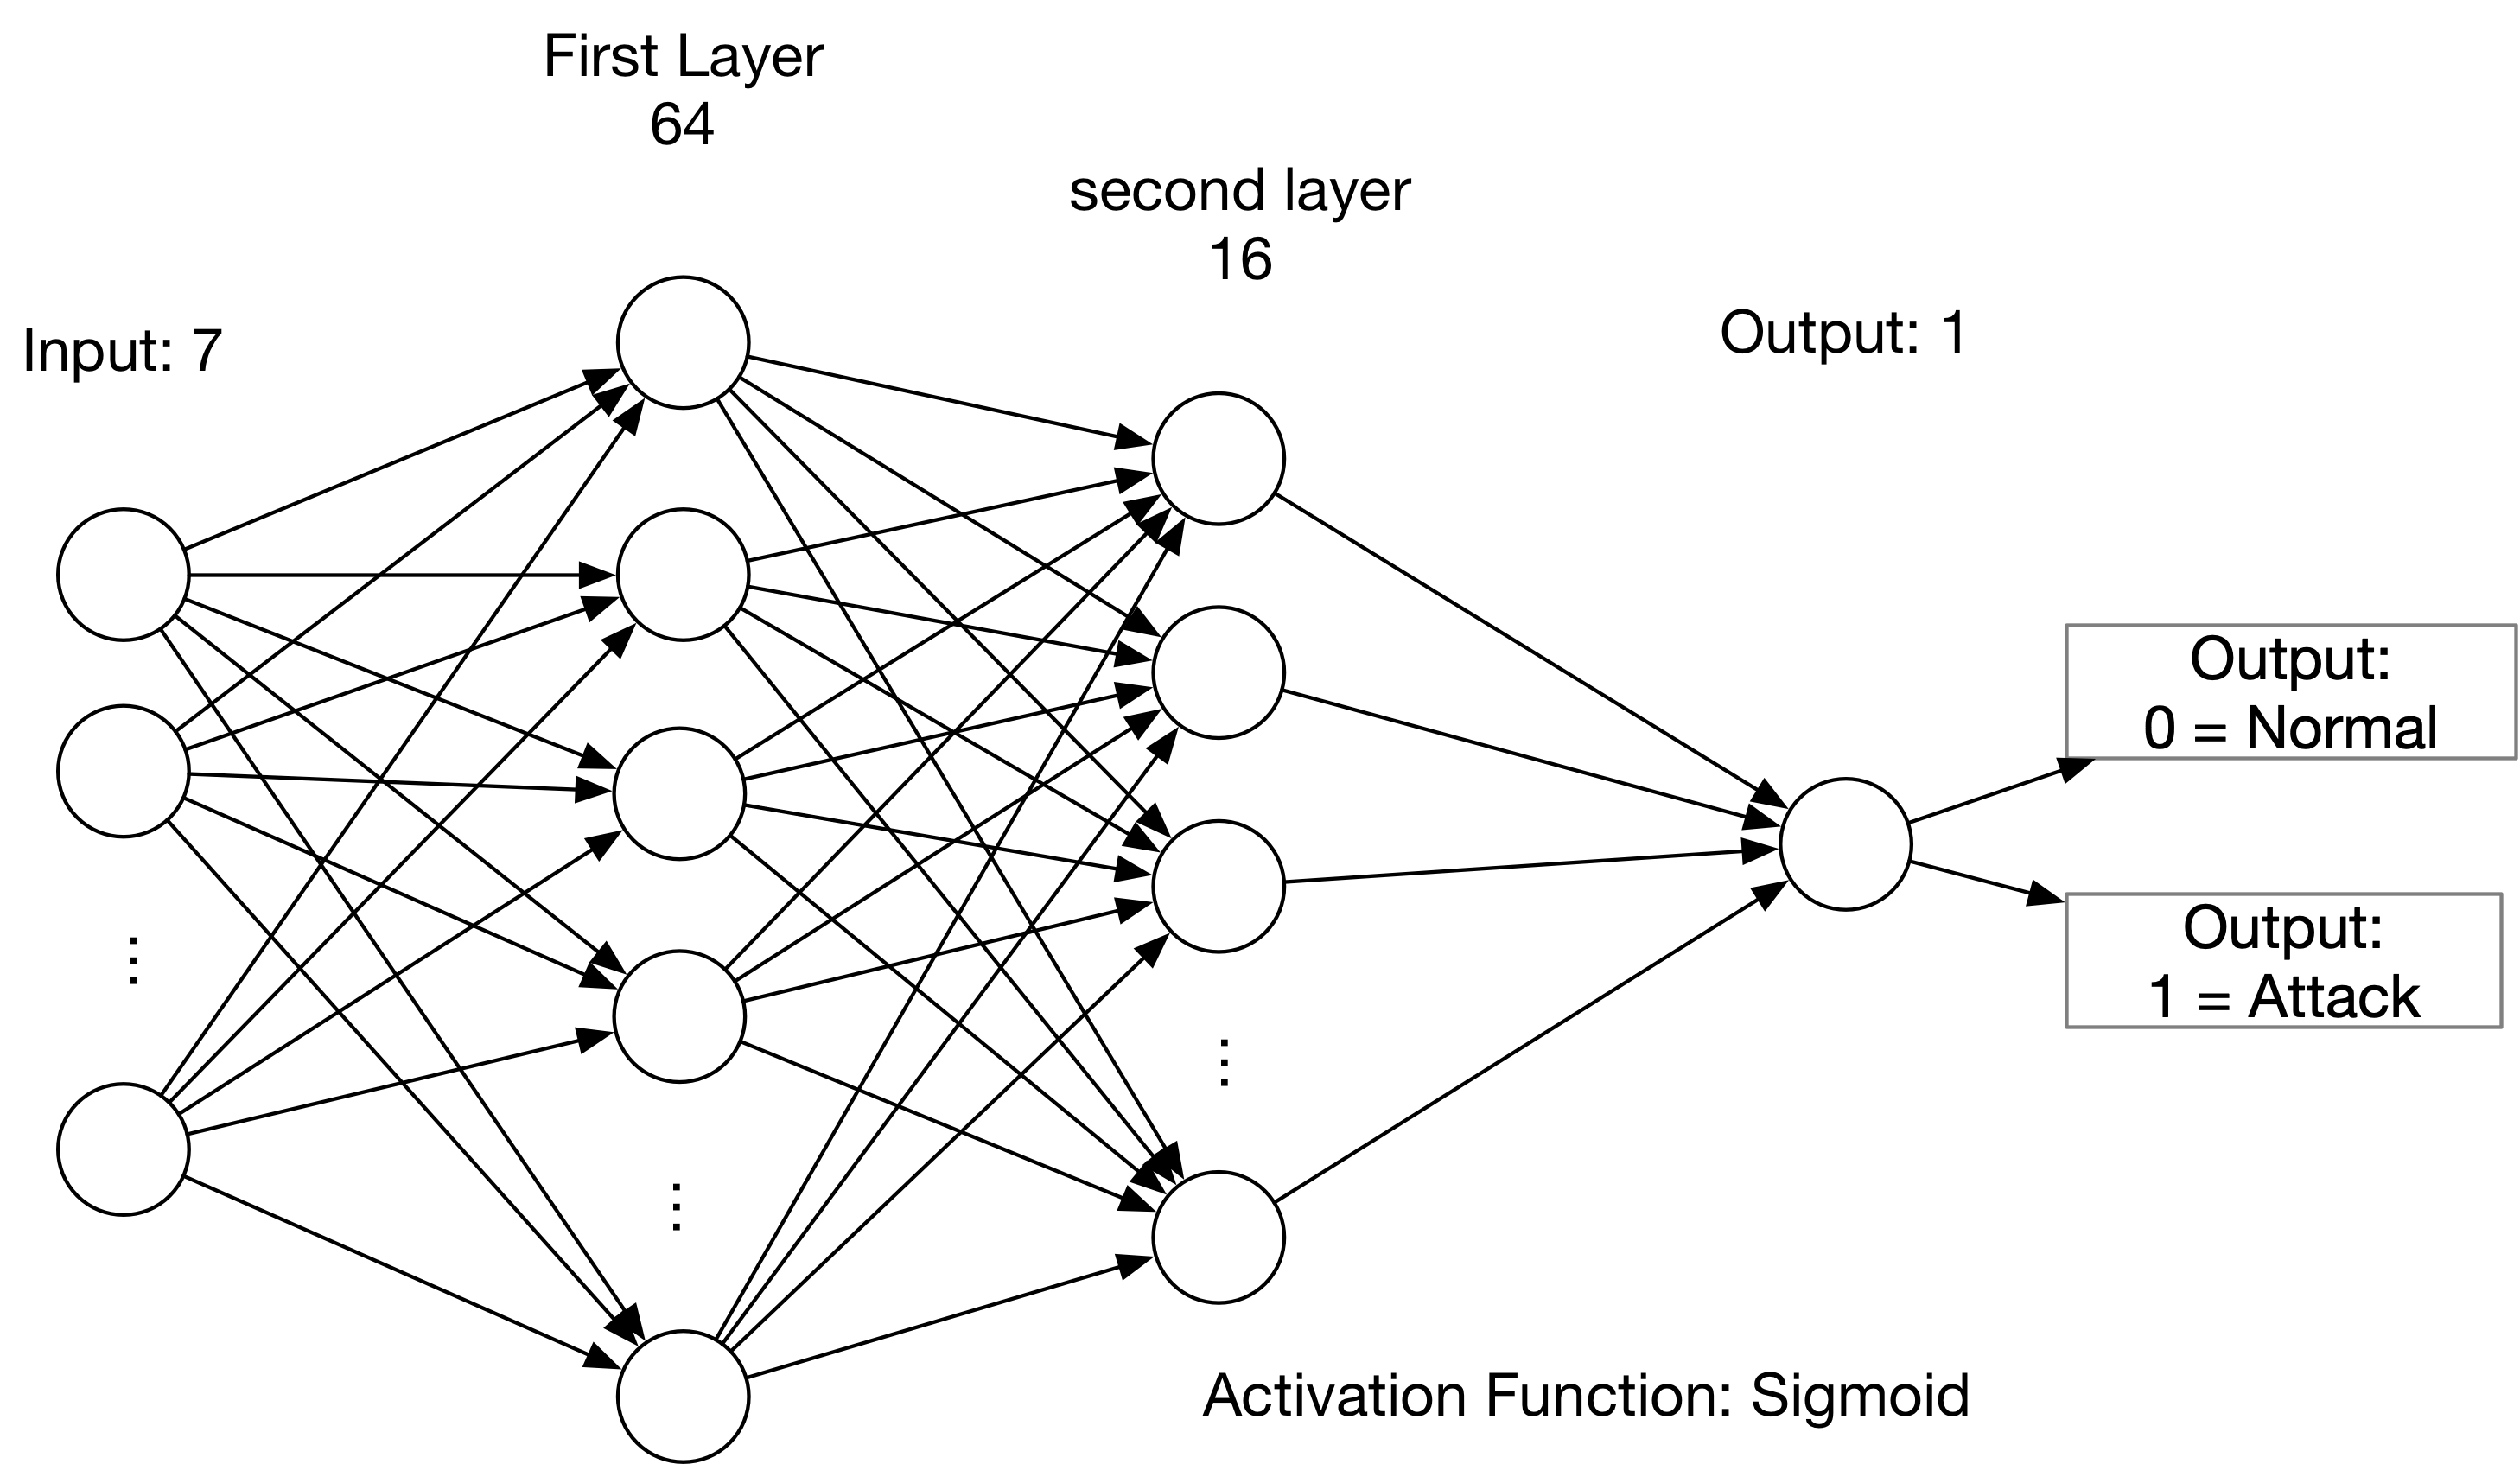 First Layer
64
second layer
16
Input: 7
Output: 1
Output:
0 = Normal
Output:
1 = Attack
Activation Function: Sigmoid